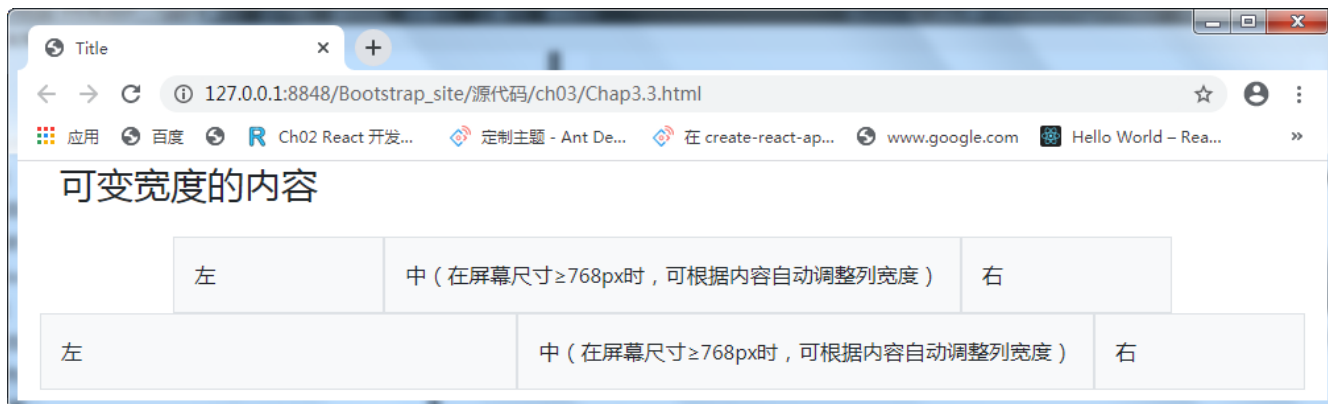 Title
127.0.0.1:8848/Bootstrap_site/源代码/ch03/Chap3.3.html
应用 百度 Ch02 React 开发... 定制主题 - Ant De... 在 create-react-ap... www.google.com Hello World – Rea... »
可变宽度的内容
左 中（在屏幕尺寸≥768px时，可根据内容自动调整列宽度） 右
左 中（在屏幕尺寸≥768px时，可根据内容自动调整列宽度） 右